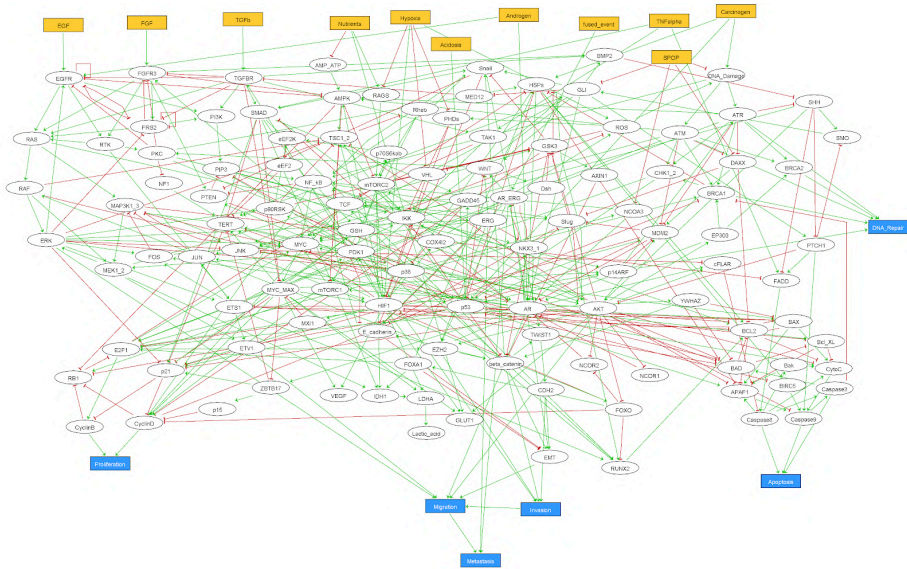 EGF
FGF
TGFb
Nutrients
Hypoxia
Acidosis
Androgen
fused_event
TNFalpha
SPOP
Carcinogen
EGFR
FGFR3
TGFBR
AMP_ATP
AMPK
RAGS
Snail
MED12
HSPs
BMP2
GLI
DNA_Damage
SHH
RAS
RTK
FRS2
PI3K
SMAD
eEF2K
TSC1_2
Rheb
PHDs
TAK1
GSK3
ROS
ATM
ATR
SMO
PKC
NF1
PIP3
PTEN
eEF2
NF_kB
p70S6kab
mTORC2
VHL
WNT
AXIN1
CHK1_2
DAXX
BRCA2
RAF
MAP3K1_3
p90RSK
TCF
GADD45
AR_ERG
Dsh
NCOA3
BRCA1
DNA_Repair
TERT
GSH
IKK
ERG
Slug
MDM2
EP300
ERK
MEK1_2
FOS
JUN
JNK
MYC
PDK1
COX4I2
NKX3_1
p38
p14ARF
cFLAR
FADD
PTCH1
MYC_MAX
mTORC1
HIF1
p53
AR
AKT
YWHAZ
BAX
ETS1
MXI1
E_cadherin
TWIST1
BCL2
Bcl_XL
E2F1
ETV1
EZH2
FOXA1
beta_catenin
NCOR2
NCOR1
BAD
Bak
CytoC
RB1
p21
ZBTB17
VEGF
IDH1
LDHA
CDH2
APAF1
BIRC5
Caspase3
p15
CyclinB
CyclinD
Lactic_acid
GLUT1
FOXO
Caspase8
Caspase9
Proliferation
EMT
RUNX2
Apoptosis
Migration
Invasion
Metastasis